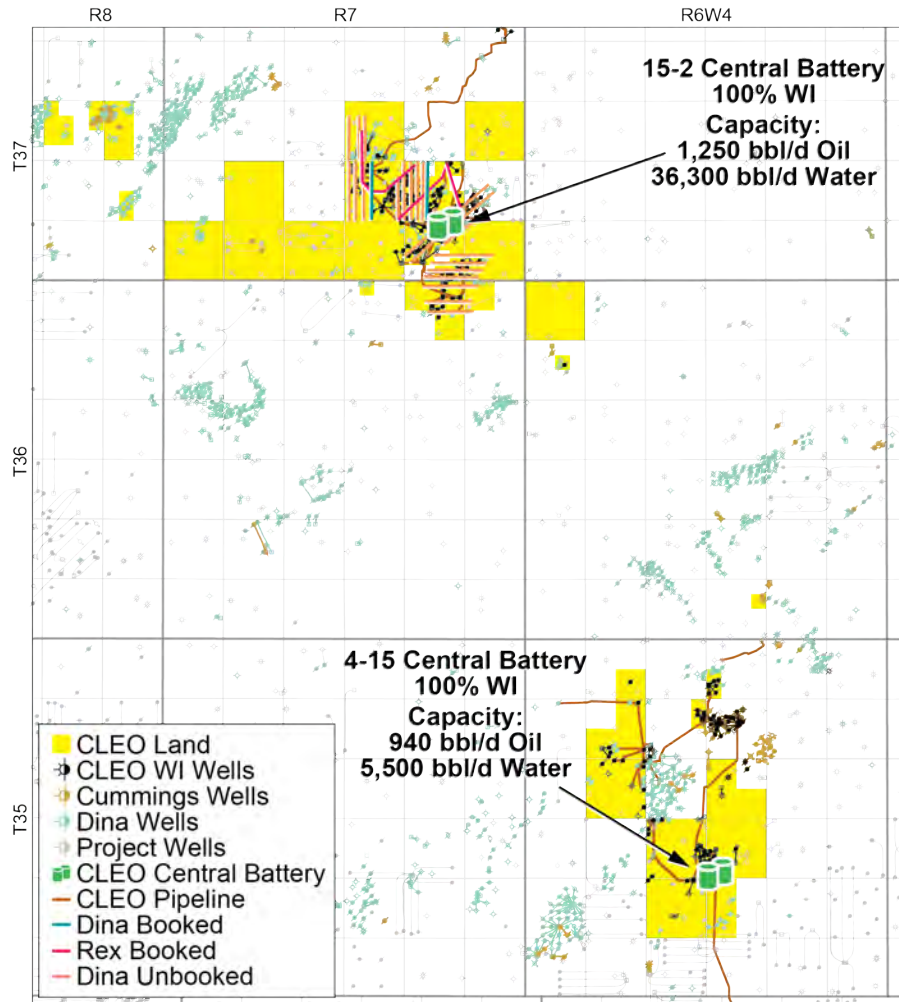 R8
R7
R6W4
15-2 Central Battery
100% WI
Capacity:
1,250 bbl/d Oil
36,300 bbl/d Water
T37
T36
4-15 Central Battery
100% WI
Capacity:
940 bbl/d Oil
5,500 bbl/d Water
T35
CLEO Land
CLEO WI Wells
Cummings Wells
Dina Wells
Project Wells
CLEO Central Battery
CLEO Pipeline
Dina Booked
Rex Booked
Dina Unbooked